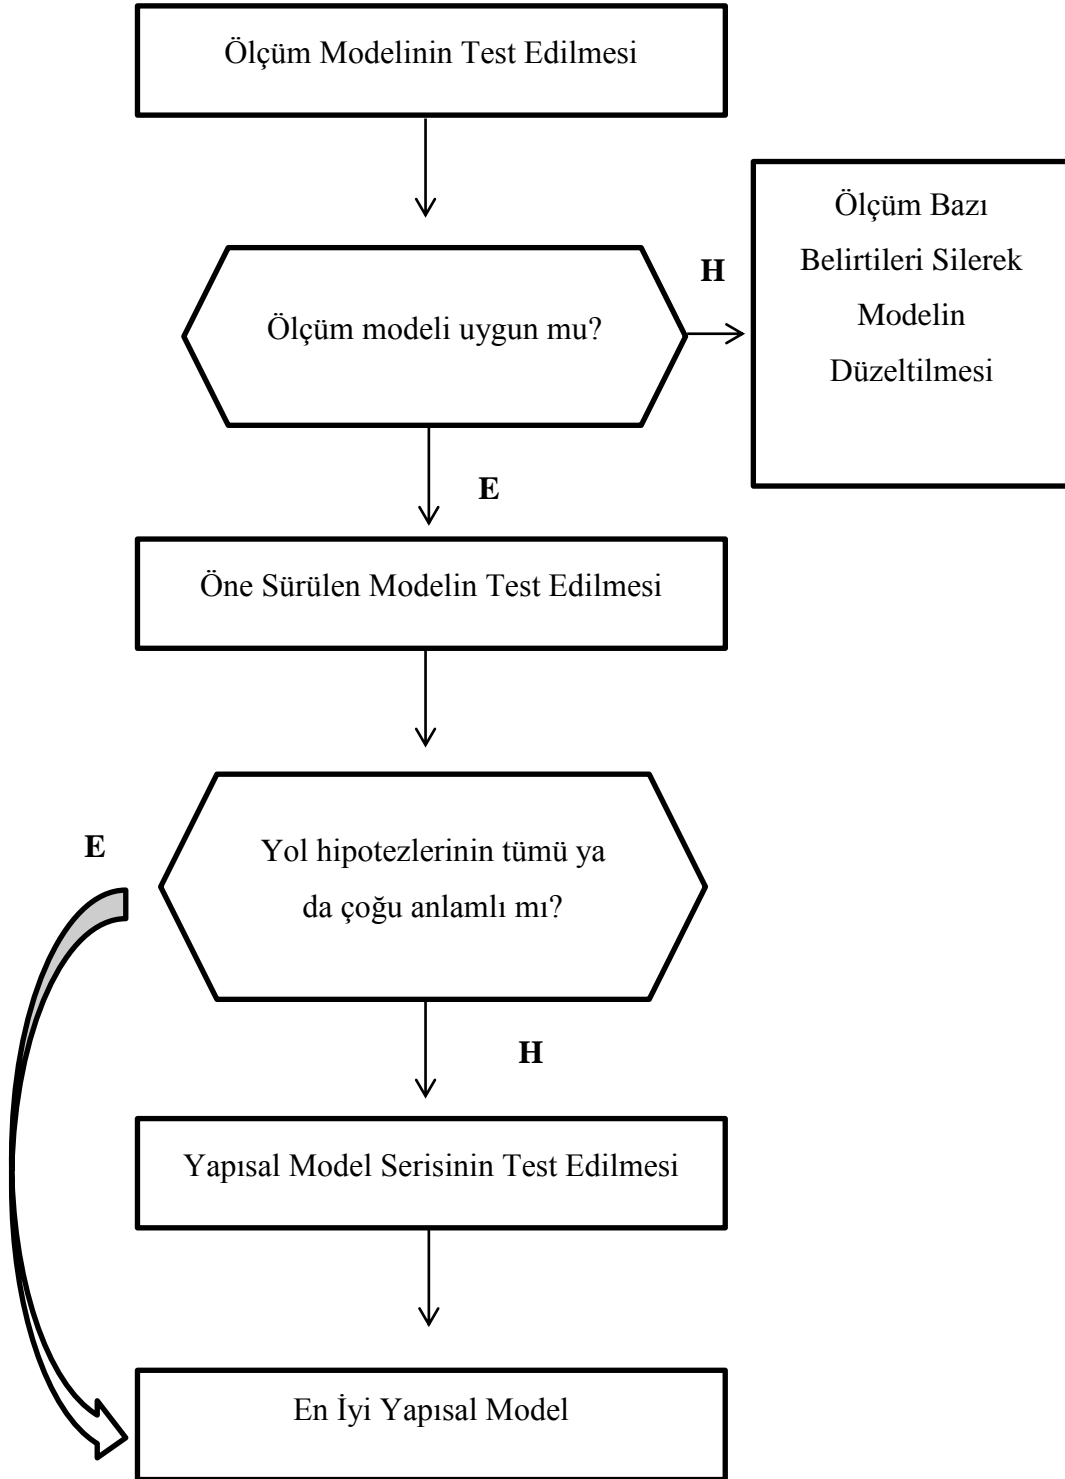 Ölçüm Modelinin Test Edilmesi
Ölçüm modeli uygun mu?
H
Ölçüm Bazı
Belirtileri Silerek
Modelin
Düzeltilmesi
E
Öne Sürülen Modelin Test Edilmesi
E
Yol hipotezlerinin tümü ya
da çoğu anlamlı mı?
H
Yapısal Model Serisinin Test Edilmesi
En İyi Yapısal Model